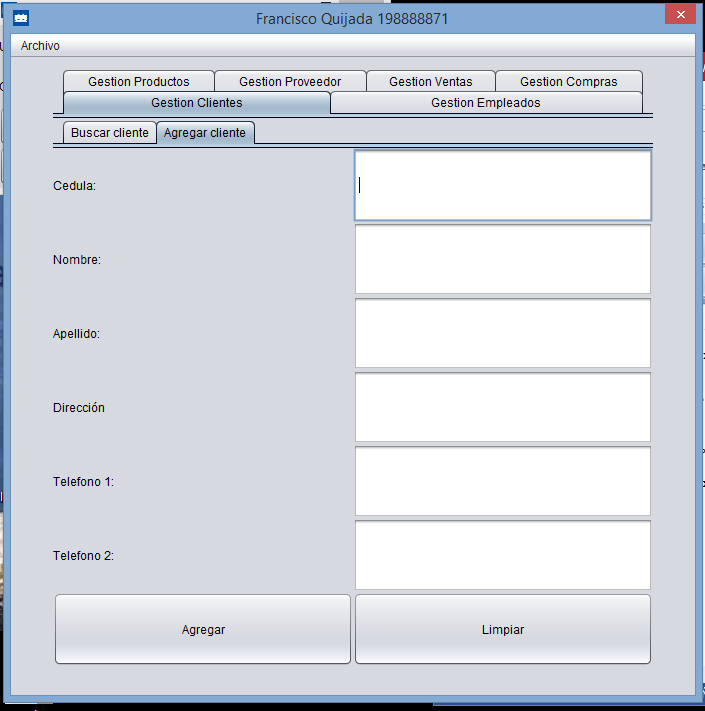 Francisco Quijada 198888871
Archivo
Gestion Productos Gestion Proveedor Gestion Ventas Gestion Compras
Gestion Clientes Gestion Empleados
Buscar cliente Agregar cliente
Cedula:
Nombre:
Apellido:
Dirección
Telefono 1:
Telefono 2:
Agregar Limpiar